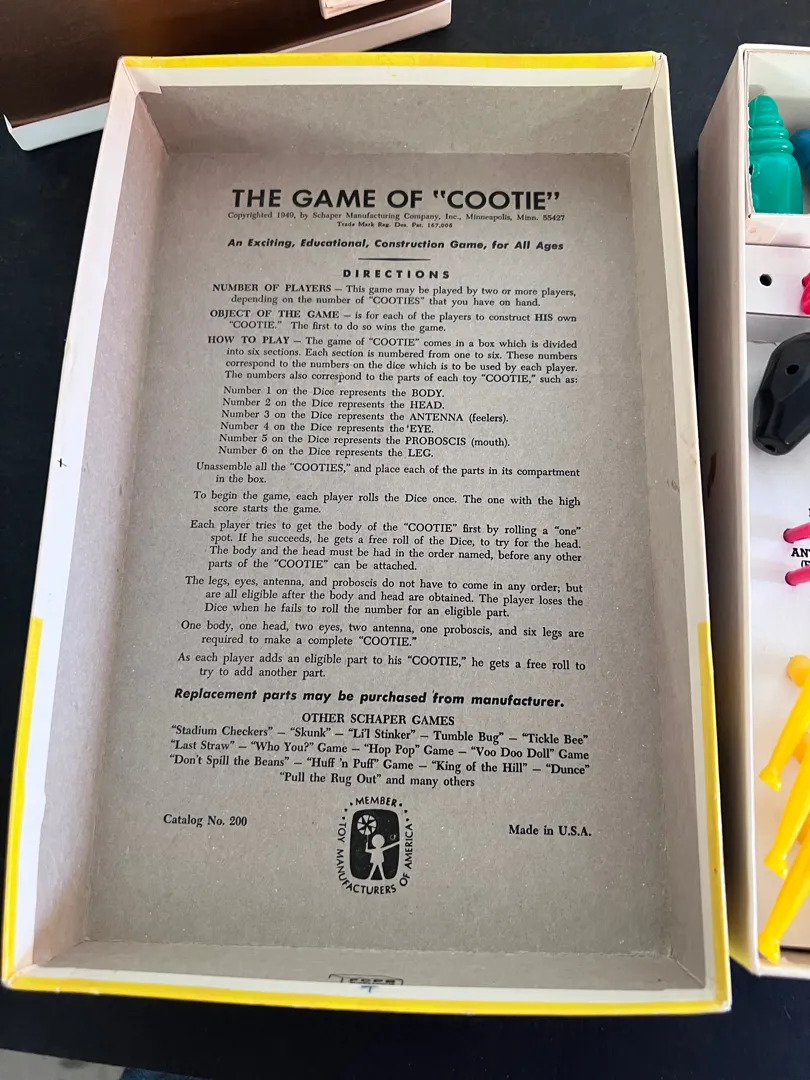 THE GAME OF "COOTIE"
Copyrighted 1949, by Schaper Manufacturing Company, Inc., Minneapolis, Minn. 55427
Trade Mark Reg. Des. Pat. 167,006
An Exciting, Educational, Construction Game, for All Ages
DIRECTIONS
NUMBER OF PLAYERS — This game may be played by two or more players,
depending on the number of "COOTIES" that you have on hand.
OBJECT OF THE GAME — is for each of the players to construct HIS own
"COOTIE." The first to do so wins the game.
HOW TO PLAY — The game of "COOTIE" comes in a box which is divided
into six sections. Each section is numbered from one to six. These numbers
correspond to the numbers on the dice which is to be used by each player.
The numbers also correspond to the parts of each toy "COOTIE," such as:
Number 1 on the Dice represents the BODY.
Number 2 on the Dice represents the HEAD.
Number 3 on the Dice represents the ANTENNA (feelers).
Number 4 on the Dice represents the EYE.
Number 5 on the Dice represents the PROBOSCIS (mouth).
Number 6 on the Dice represents the LEG.
Unassemble all the "COOTIES," and place each of the parts in its compartment
in the box.
To begin the game, each player rolls the Dice once. The one with the high
score starts the game.
Each player tries to get the body of the "COOTIE" first by rolling a "one"
spot. If he succeeds, he gets a free roll of the Dice, to try for the head.
The body and the head must be had in the order named, before any other
parts of the "COOTIE" can be attached.
The legs, eyes, antenna, and proboscis do not have to come in any order; but
are all eligible after the body and head are obtained. The player loses the
Dice when he fails to roll the number for an eligible part.
One body, one head, two eyes, two antenna, one proboscis, and six legs are
required to make a complete "COOTIE."
As each player adds an eligible part to his "COOTIE," he gets a free roll to
try to add another part.
Replacement parts may be purchased from manufacturer.
OTHER SCHAPER GAMES
"Stadium Checkers" — "Skunk" — "Li'l Stinker" — Tumble Bug" — "Tickle Bee"
"Last Straw" — "Who You?" Game — "Hop Pop" Game — "Voo Doo Doll" Game
"Don't Spill the Beans" — "Huff 'n Puff" Game — "King of the Hill" — "Dunce"
"Pull the Rug Out" and many others
Catalog No. 200
MEMBER
TOY MANUFACTURERS OF AMERICA
Made in U.S.A.